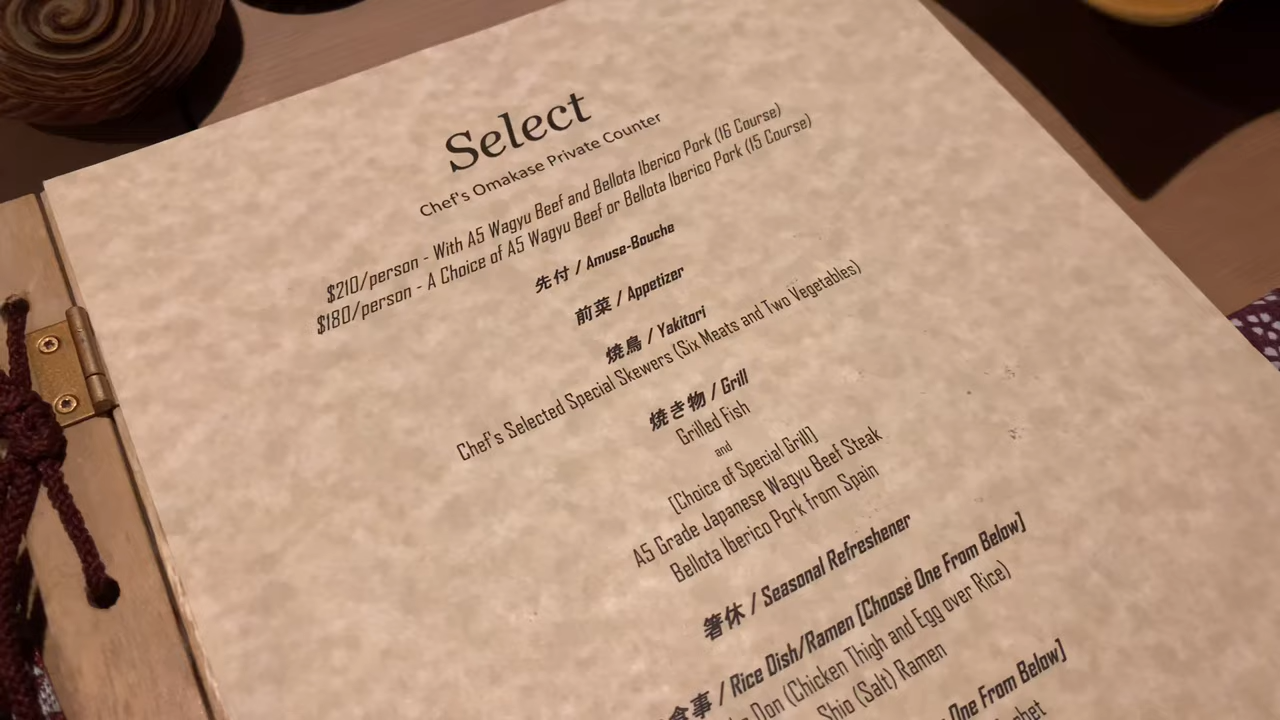 Select
Chef's Omakase Private Counter
$210/person - With A5 Wagyu Beef and Bellota Iberico Pork (16 Course)
$180/person - A Choice of A5 Wagyu Beef or Bellota Iberico Pork (15 Course)
先付 / Amuse-Bouche
前菜 / Appetizer
焼鳥 / Yakitori
Chef's Selected Special Skewers (Six Meats and Two Vegetables)
焼き物 / Grill
Grilled Fish
and
[Choice of Special Grill]
A5 Grade Japanese Wagyu Beef Steak
Bellota Iberico Pork from Spain
箸休 / Seasonal Refreshener
食事 / Rice Dish/Ramen [Choose One From Below]
Don (Chicken Thigh and Egg over Rice)
Shio (Salt) Ramen
One From Below]